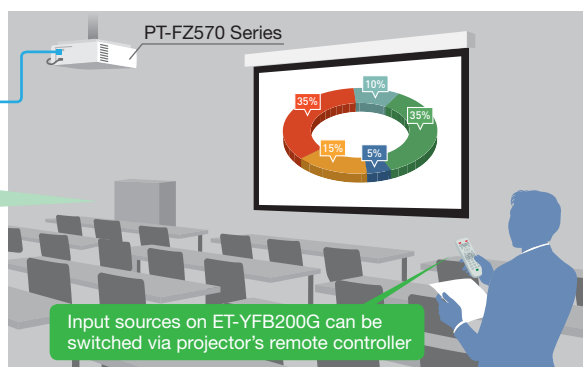 PT-FZ570 Series
10%
35%
35%
15%
5%
Input sources on ET-YFB200G can be
switched via projector's remote controller